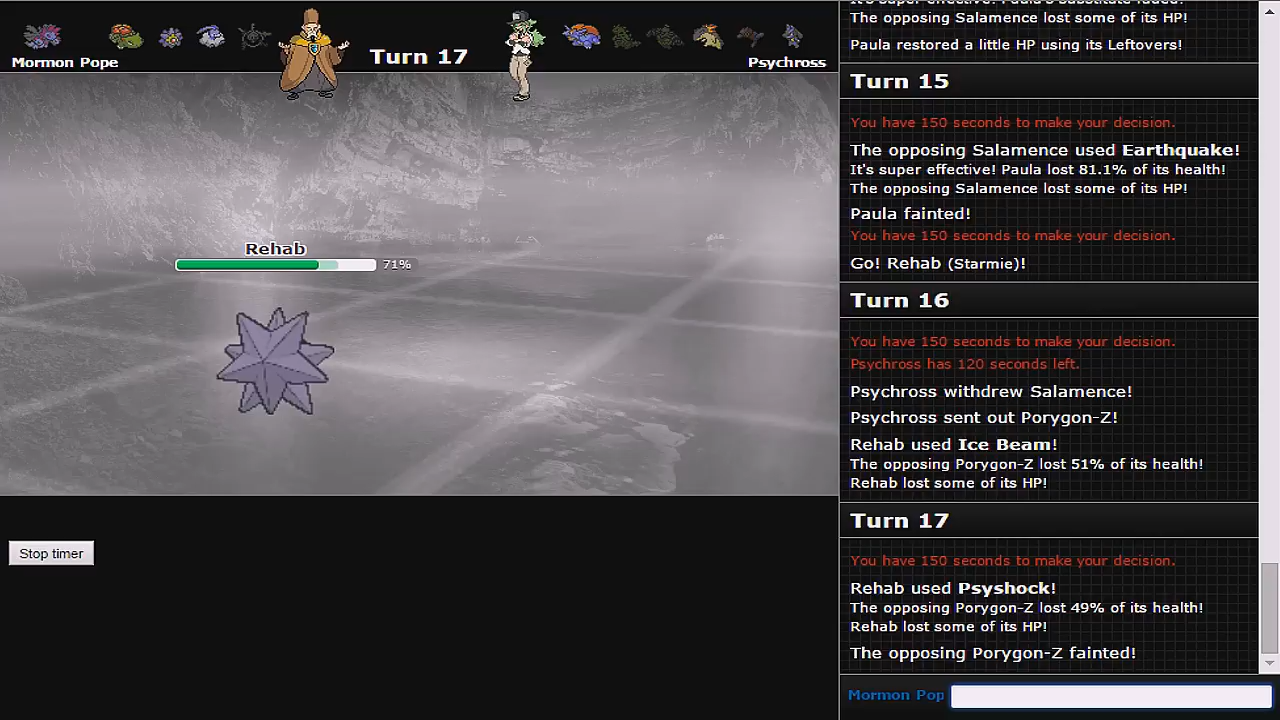 Mormon Pope
Turn 17
Psychross
Rehab
71%
Stop timer
The opposing Salamence lost some of its HP!
Paula restored a little HP using its Leftovers!
Turn 15
You have 150 seconds to make your decision.
The opposing Salamence used Earthquake!
It's super effective! Paula lost 81.1% of its health!
The opposing Salamence lost some of its HP!
Paula fainted!
You have 150 seconds to make your decision.
Go! Rehab (Starmie)!
Turn 16
You have 150 seconds to make your decision.
Psychross has 120 seconds left.
Psychross withdrew Salamence!
Psychross sent out Porygon-Z!
Rehab used Ice Beam!
The opposing Porygon-Z lost 51% of its health!
Rehab lost some of its HP!
Turn 17
You have 150 seconds to make your decision.
Rehab used Psyshock!
The opposing Porygon-Z lost 49% of its health!
Rehab lost some of its HP!
The opposing Porygon-Z fainted!
Mormon Pop